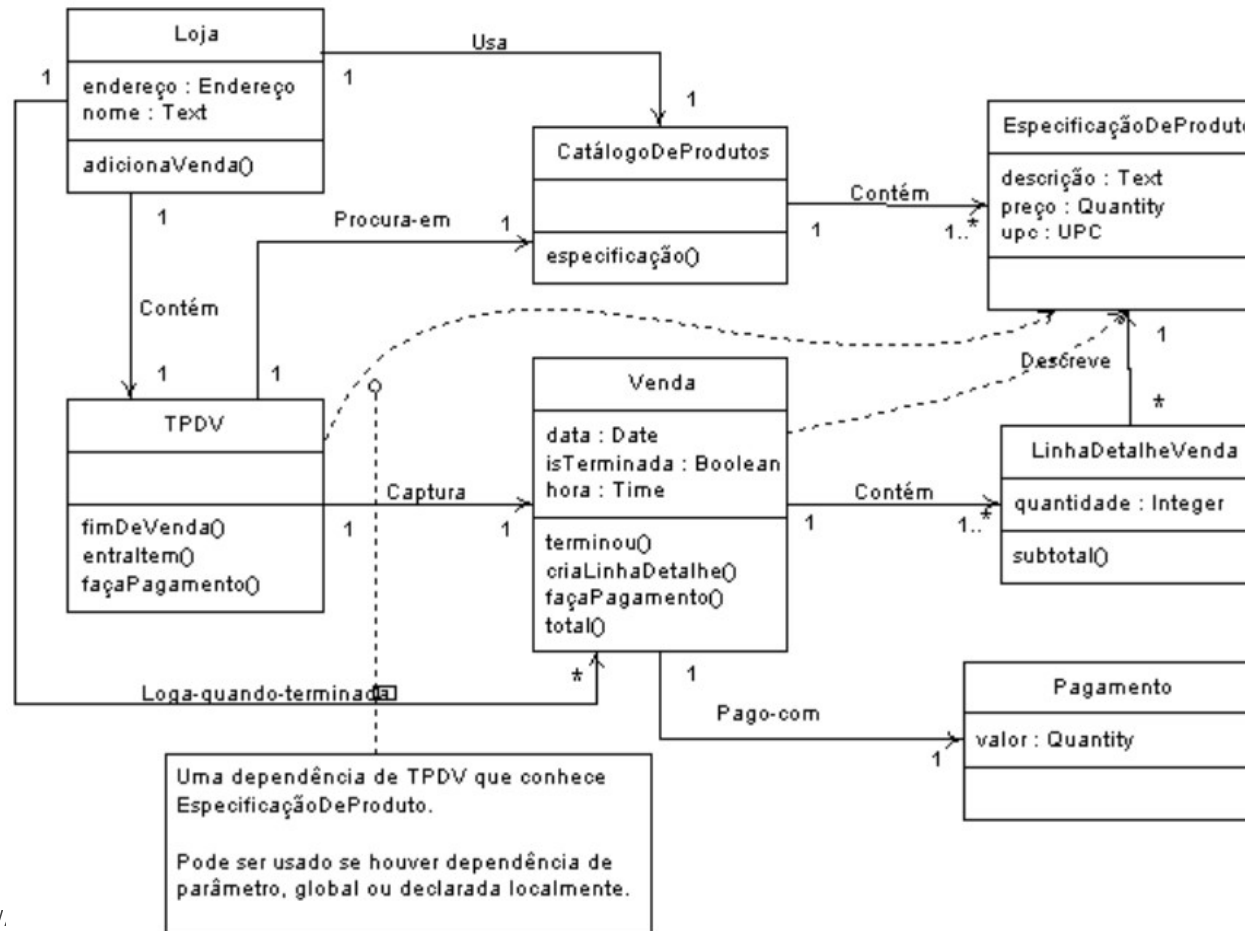 Loja
endereço : Endereço
nome : Text
adicionaVenda()
1
1
Usa
1
CatálogoDeProdutos
especificação()
EspecificaçãoDeProduto
descrição : Text
preço : Quantity
upc : UPC
Contém
1
1..*
1
Contém
1
Procura-em
1
1
TPDV
fimDeVenda()
entraItem()
façaPagamento()
Captura
1
1
Venda
data : Date
isTerminada : Boolean
hora : Time
terminou()
criaLinhaDetalhe()
façaPagamento()
total()
Descreve
1
*
Contém
1
1..*
LinhaDetalheVenda
quantidade : Integer
subtotal()
Loga-quando-terminada
*
1
Pago-com
1
Pagamento
valor : Quantity
Uma dependência de TPDV que conhece
EspecificaçãoDeProduto.
Pode ser usado se houver dependência de
parâmetro, global ou declarada localmente.